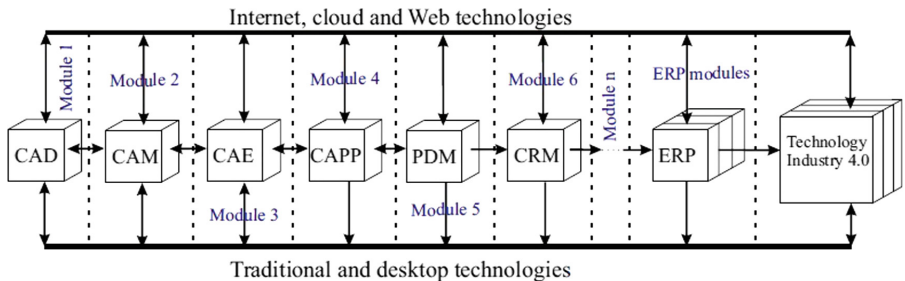 Internet, cloud and Web technologies
Module 1
Module 2
Module 4
Module 6
Module n
ERP modules
CAD
CAM
CAE
CAPP
PDM
CRM
ERP
Technology
Industry 4.0
Module 3
Module 5
Traditional and desktop technologies